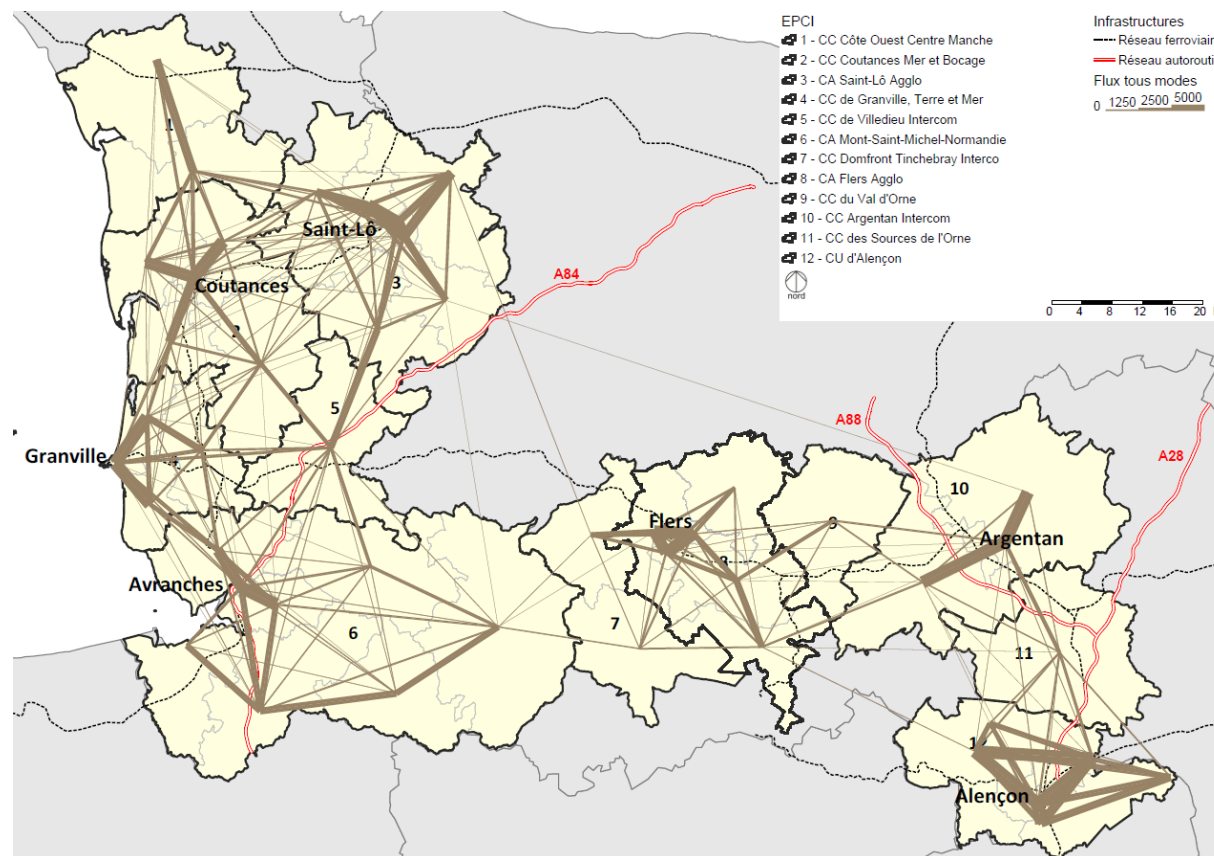 EPCI
1 - CC Côte Ouest Centre Manche
2 - CC Coutances Mer et Bocage
3 - CA Saint-Lô Agglo
4 - CC de Granville, Terre et Mer
5 - CC de Villedieu Intercom
6 - CA Mont-Saint-Michel-Normandie
7 - CC Domfront Tinchebray Interco
8 - CA Flers Agglo
9 - CC du Val d'Orne
10 - CC Argentan Intercom
11 - CC des Sources de l'Orne
12 - CU d'Alençon
nord
Infrastructures
Réseau ferroviair
Réseau autorouti
Flux tous modes
0 1250 2500 5000
0 4 8 12 16 20
1
Saint-Lô
3
A84
Coutances
2
5
Granville
A88
A28
10
9
Flers
Argentan
8
Avranches
6
7
11
Alençon